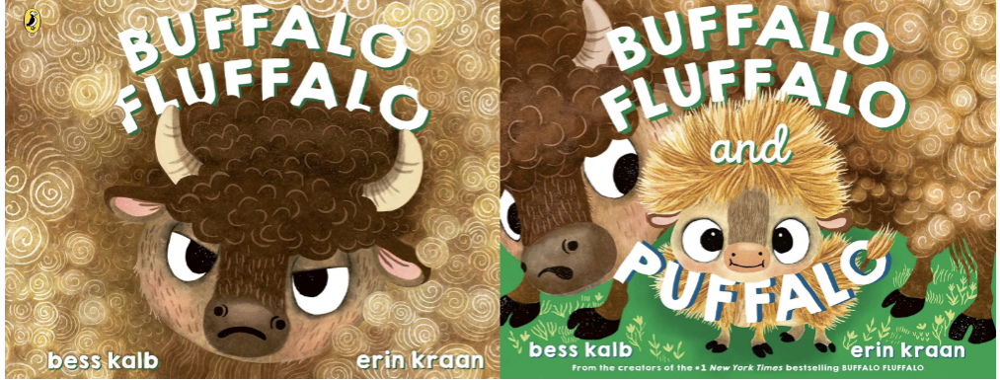 BUFFALO
FLUFFALO
bess kalb
erin kraan
BUFFALO
FLUFFALO
and
PUFFALO
bess kalb
erin kraan
From the creators of the #1 New York Times bestselling BUFFALO FLUFFALO